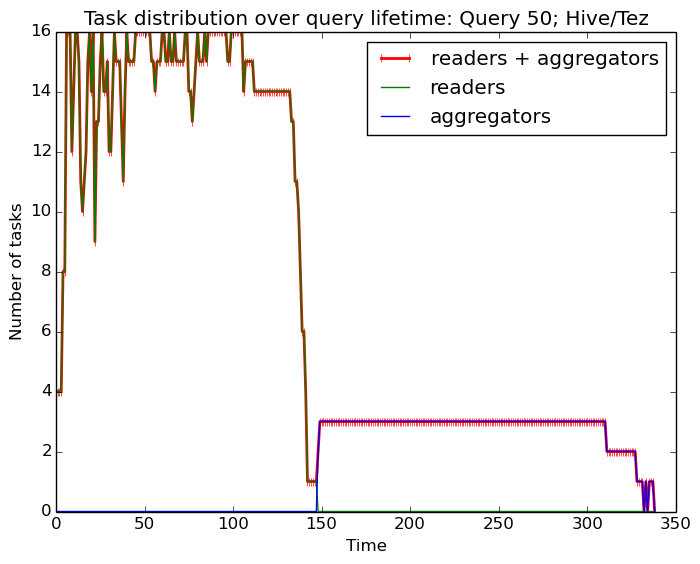 Task distribution over query lifetime: Query 50; Hive/Tez
readers + aggregators
readers
aggregators
Number of tasks
16
14
12
10
8
6
4
2
0
0 50 100 150 200 250 300 350
Time